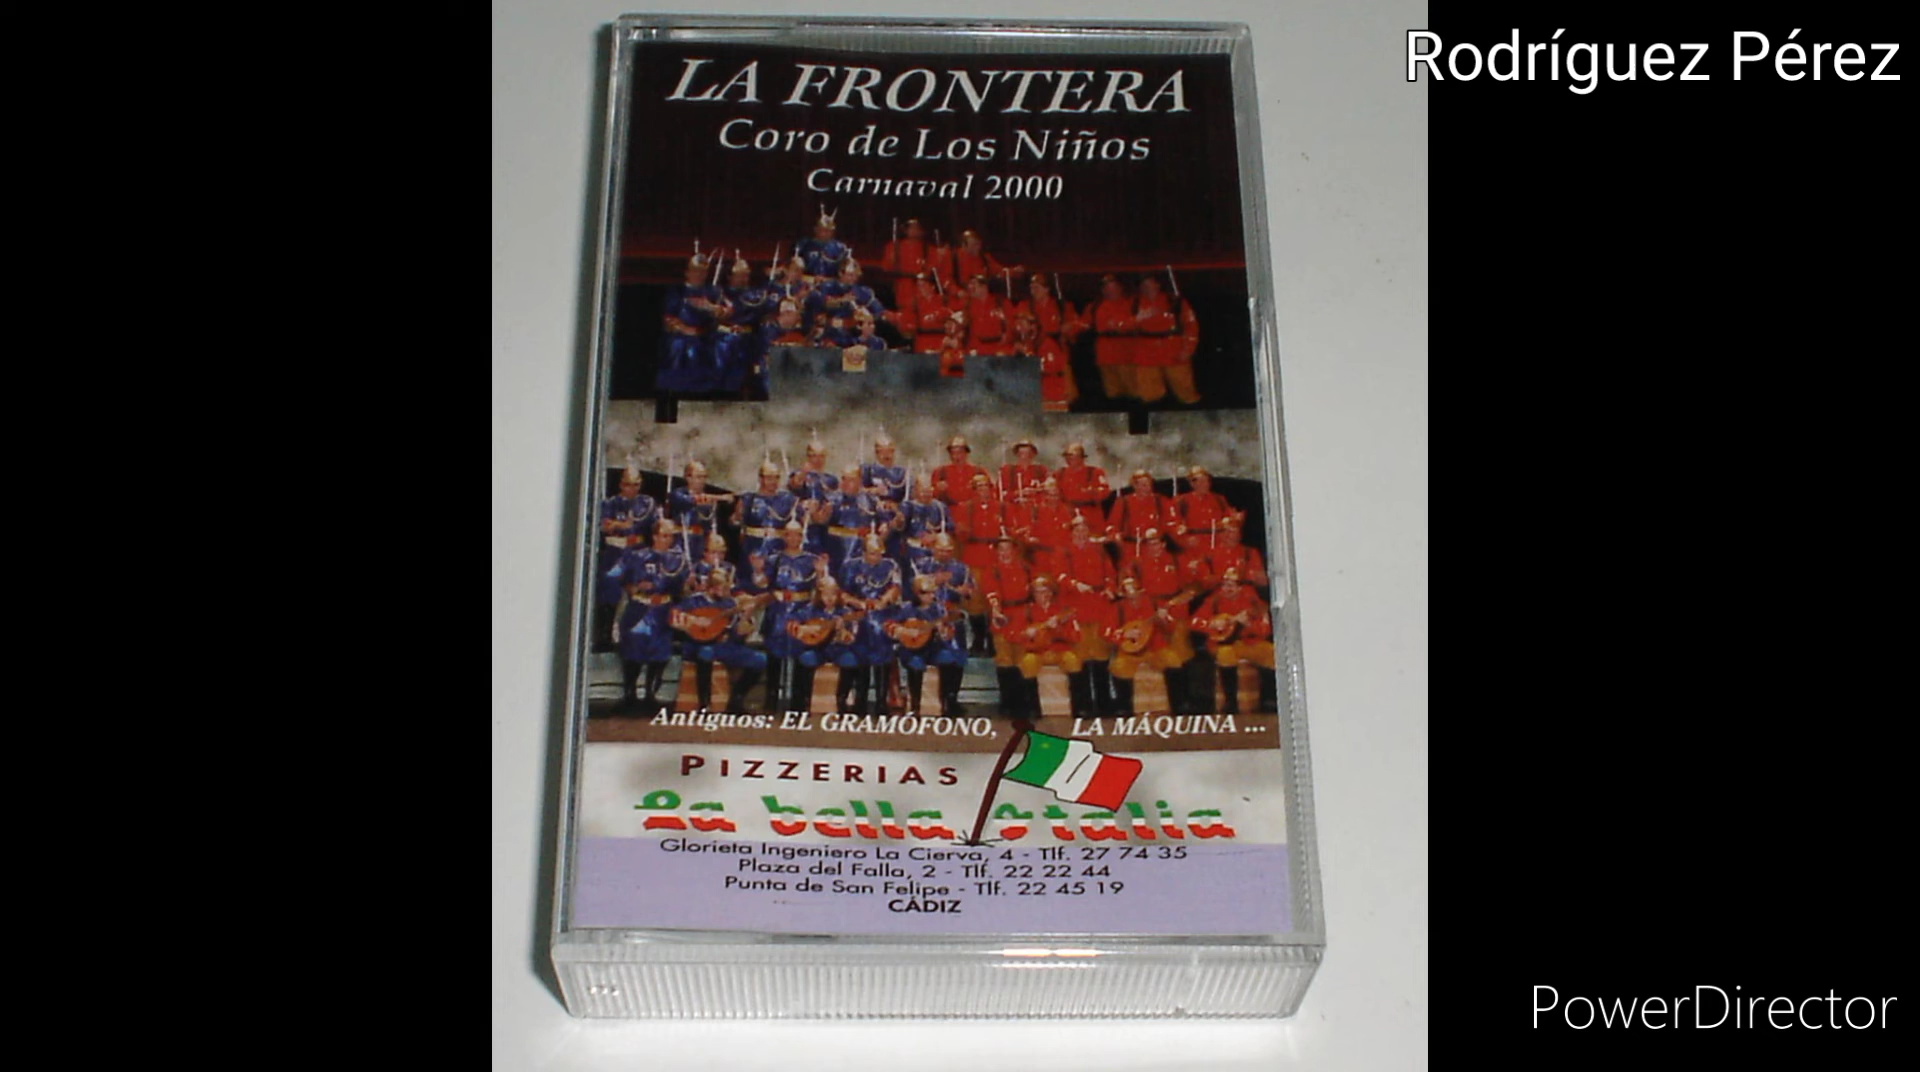 Rodríguez Pérez
LA FRONTERA
Coro de Los Niños
Carnaval 2000
Antiguos: EL GRAMÓFONO, LA MÁQUINA ...
PIZZERIAS
La bella Italia
Glorieta Ingeniero La Cierva, 4 - Tlf. 27 74 35
Plaza del Falla, 2 - Tlf. 22 22 44
Punta de San Felipe - Tlf. 22 45 19
CÁDIZ
PowerDirector